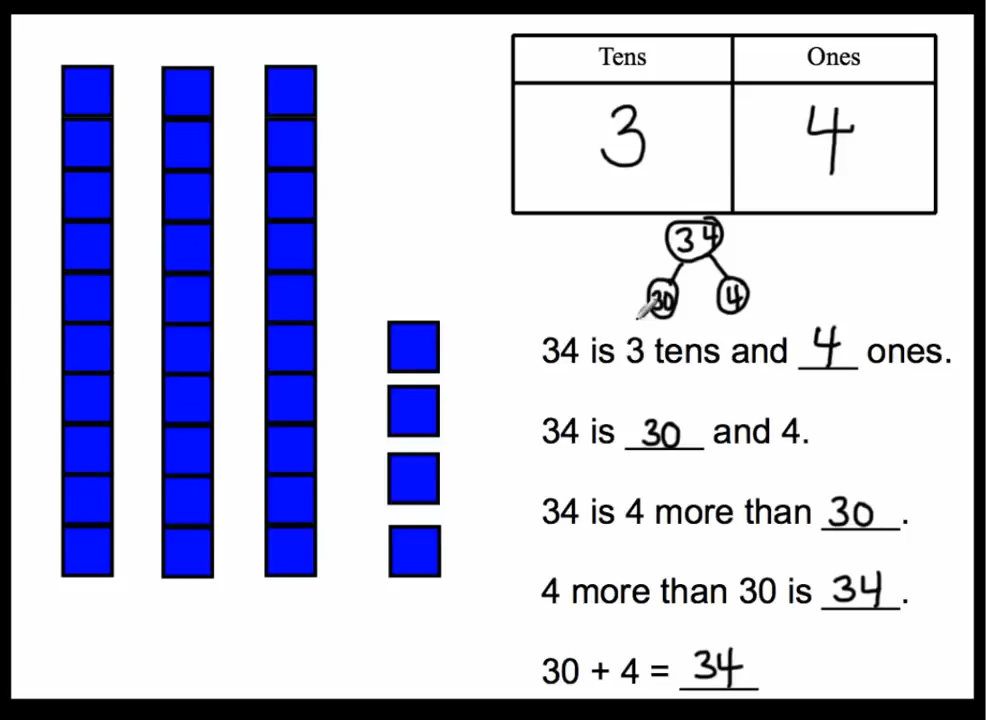 Tens Ones
3 4
34
30 4
34 is 3 tens and 4 ones.
34 is 30 and 4.
34 is 4 more than 30.
4 more than 30 is 34.
30 + 4 = 34